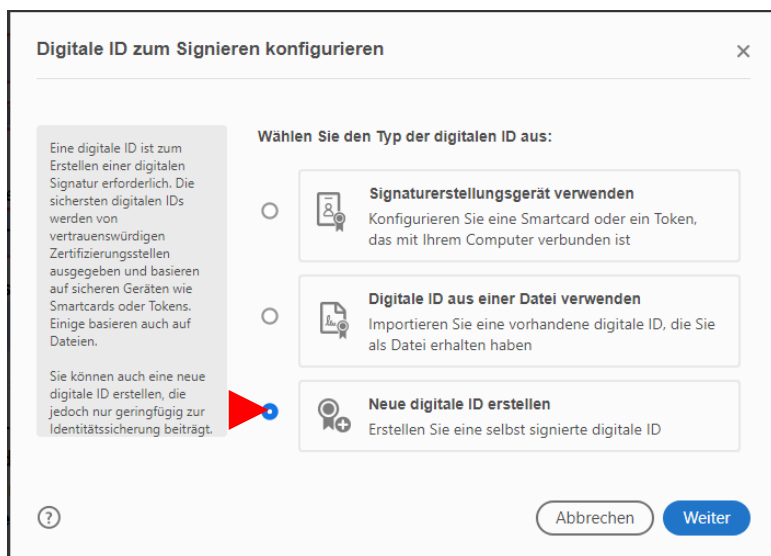 Digitale ID zum Signieren konfigurieren
Eine digitale ID ist zum
Erstellen einer digitalen
Signatur erforderlich. Die
sichersten digitalen IDs
werden von
vertrauenswürdigen
Zertifizierungsstellen
ausgegeben und basieren
auf sicheren Geräten wie
Smartcards oder Tokens.
Einige basieren auch auf
Dateien.
Sie können auch eine neue
digitale ID erstellen, die
jedoch nur geringfügig zur
Identitätssicherung beiträgt.
Wählen Sie den Typ der digitalen ID aus:
Signaturerstellungsgerät verwenden
Konfigurieren Sie eine Smartcard oder ein Token,
das mit Ihrem Computer verbunden ist
Digitale ID aus einer Datei verwenden
Importieren Sie eine vorhandene digitale ID, die Sie
als Datei erhalten haben
Neue digitale ID erstellen
Erstellen Sie eine selbst signierte digitale ID
?
Abbrechen
Weiter